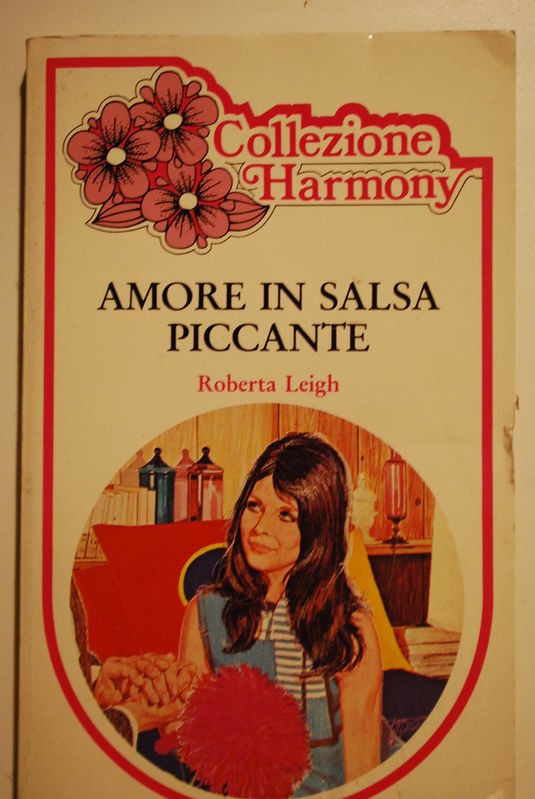 Collezione
Harmony
AMORE IN SALSA
PICCANTE
Roberta Leigh